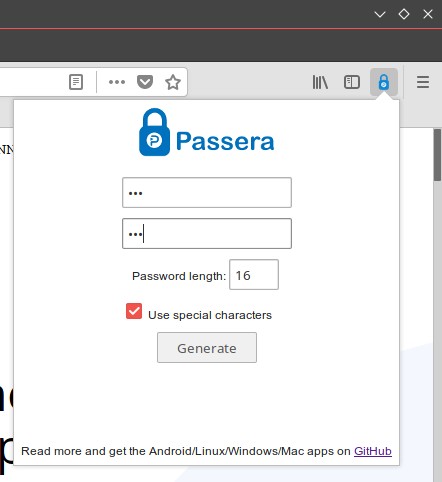 Passera
•••
•••
Password length: 16
Use special characters
Generate
Read more and get the Android/Linux/Windows/Mac apps on GitHub